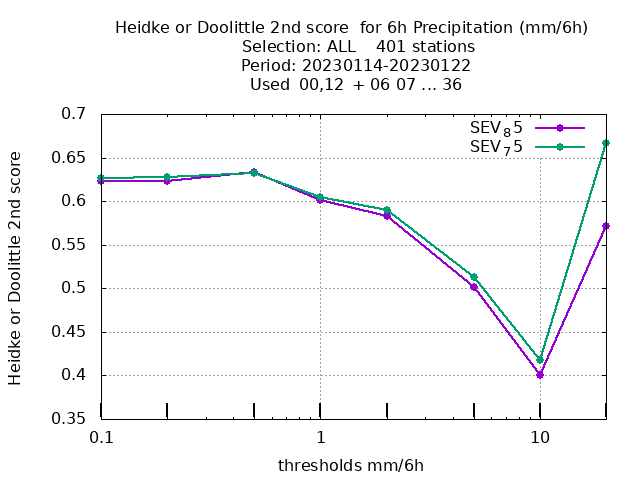 Heidke or Doolittle 2nd score  for 6h Precipitation (mm/6h)
Selection: ALL    401 stations
Period: 20230114-20230122
Used  00,12  + 06 07 ... 36
SEV₈5
SEV₇5
0.7
0.65
0.6
0.55
0.5
0.45
0.4
0.35
Heidke or Doolittle 2nd score
0.1 1 10
thresholds mm/6h